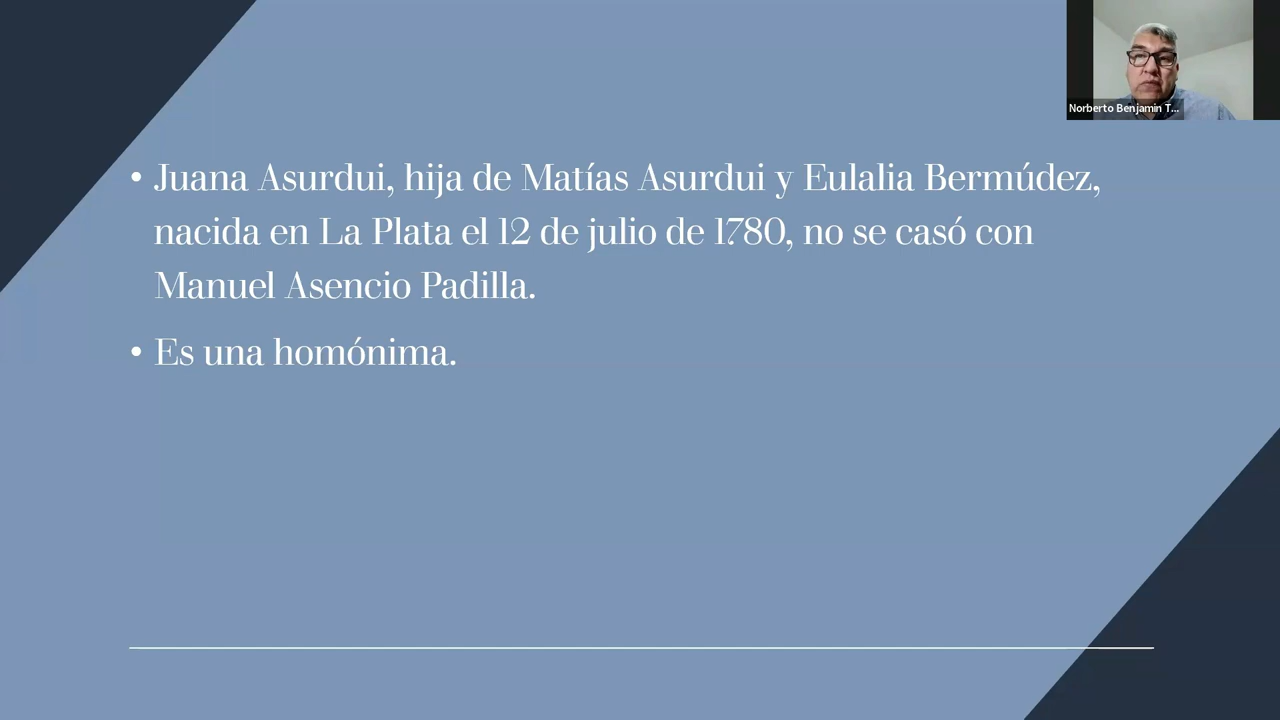 Norberto Benjamin T...
• Juana Asurdui, hija de Matías Asurdui y Eulalia Bermúdez,
nacida en La Plata el 12 de julio de 1780, no se casó con
Manuel Asencio Padilla.
• Es una homónima.